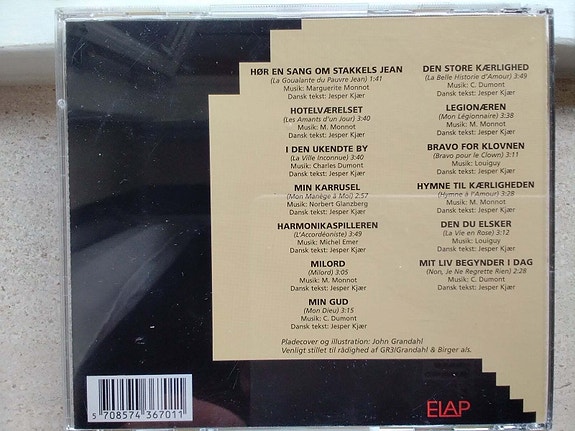 HØR EN SANG OM STAKKELS JEAN
(La Goualante du Pauvre Jean) 1:41
Musik: Marguerite Monnot
Dansk tekst: Jesper Kjær
HOTELVÆRELSET
(Les Amants d'un Jour) 3:40
Musik: M. Monnot
Dansk tekst: Jesper Kjær
I DEN UKENDTE BY
(La Ville Inconnue) 3:40
Musik: Charles Dumont
Dansk tekst: Jesper Kjær
MIN KARRUSEL
(Mon Manège à Moi) 2:57
Musik: Norbert Glanzberg
Dansk tekst: Jesper Kjær
HARMONIKASPILLEREN
(L'Accordéoniste) 3:49
Musik: Michel Emer
Dansk tekst: Jesper Kjær
MILORD
(Milord) 3:05
Musik: M. Monnot
Dansk tekst: Jesper Kjær
MIN GUD
(Mon Dieu) 3:15
Musik: C. Dumont
Dansk tekst: Jesper Kjær
DEN STORE KÆRLIGHED
(La Belle Historie d'Amour) 3:49
Musik: C. Dumont
Dansk tekst: Jesper Kjær
LEGIONÆREN
(Mon Légionnaire) 3:38
Musik: M. Monnot
Dansk tekst: Jesper Kjær
BRAVO FOR KLOVNEN
(Bravo pour le Clown) 3:11
Musik: Louiguy
Dansk tekst: Jesper Kjær
HYMNE TIL KÆRLIGHEDEN
(Hymne à l'Amour) 3:28
Musik: M. Monnot
Dansk tekst: Jesper Kjær
DEN DU ELSKER
(La Vie en Rose) 3:12
Musik: Louiguy
Dansk tekst: Jesper Kjær
MIT LIV BEGYNDER I DAG
(Non, Je Ne Regrette Rien) 2:28
Musik: C. Dumont
Dansk tekst: Jesper Kjær
Pladecover og illustration: John Grandahl
Venligt stillet til rådighed af GR3/Grandahl & Birger a/s.
5 708574 367011
ELAP